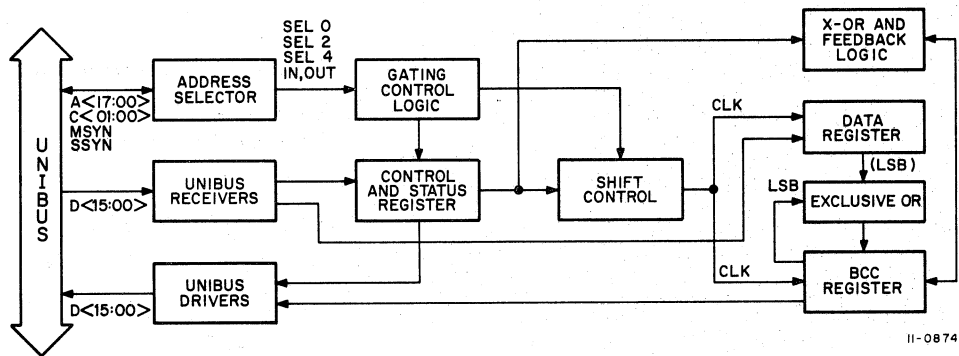 UNIBUS
A<17:00>
C<01:00>
MSYN
SSYN
D<15:00>
D<15:00>
ADDRESS
SELECTOR
UNIBUS
RECEIVERS
UNIBUS
DRIVERS
SEL 0
SEL 2
SEL 4
IN,OUT
GATING
CONTROL
LOGIC
CONTROL
AND STATUS
REGISTER
SHIFT
CONTROL
CLK
CLK
X-OR AND
FEEDBACK
LOGIC
DATA
REGISTER
(LSB)
LSB
EXCLUSIVE OR
BCC
REGISTER
11-0874